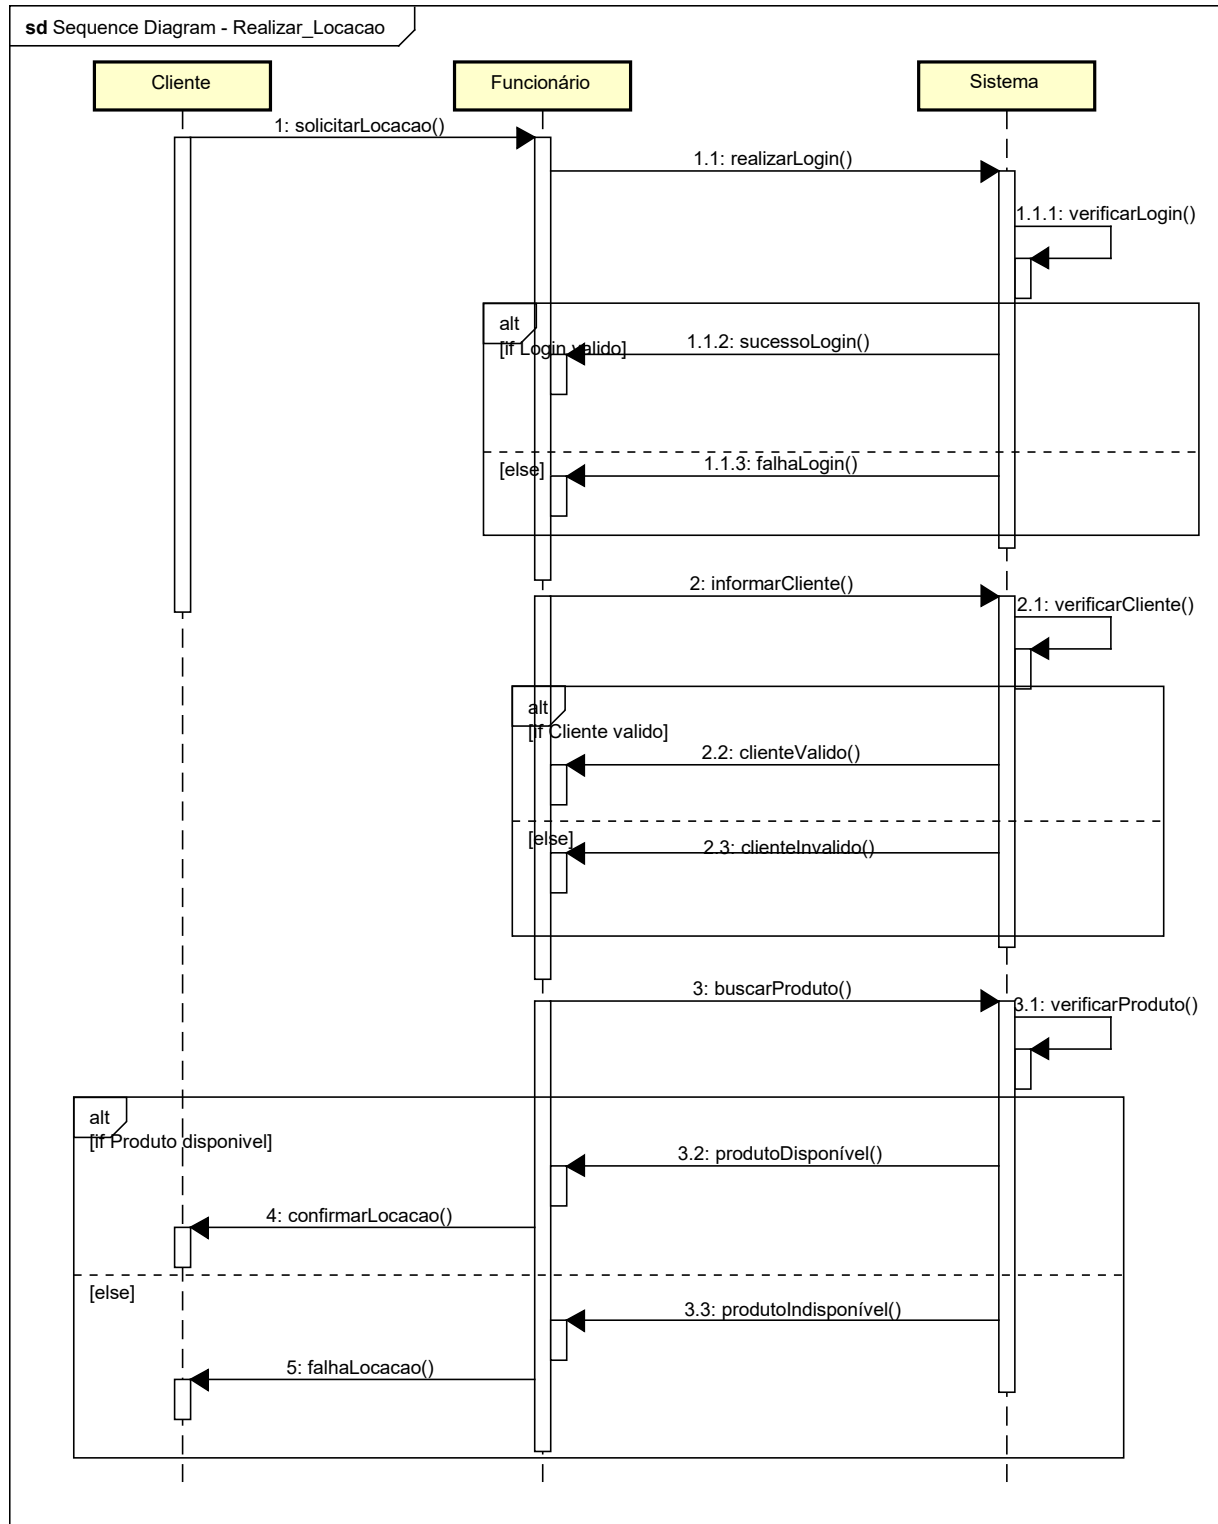 sd Sequence Diagram - Realizar_Locacao
Cliente
Funcionário
Sistema
1: solicitarLocacao()
1.1: realizarLogin()
1.1.1: verificarLogin()
alt
[if Login valido]
1.1.2: sucessoLogin()
[else]
1.1.3: falhaLogin()
2: informarCliente()
2.1: verificarCliente()
alt
[if Cliente valido]
2.2: clienteValido()
[else]
2.3: clienteInvalido()
3: buscarProduto()
3.1: verificarProduto()
alt
[if Produto disponivel]
3.2: produtoDisponível()
4: confirmarLocacao()
[else]
3.3: produtoIndisponível()
5: falhaLocacao()